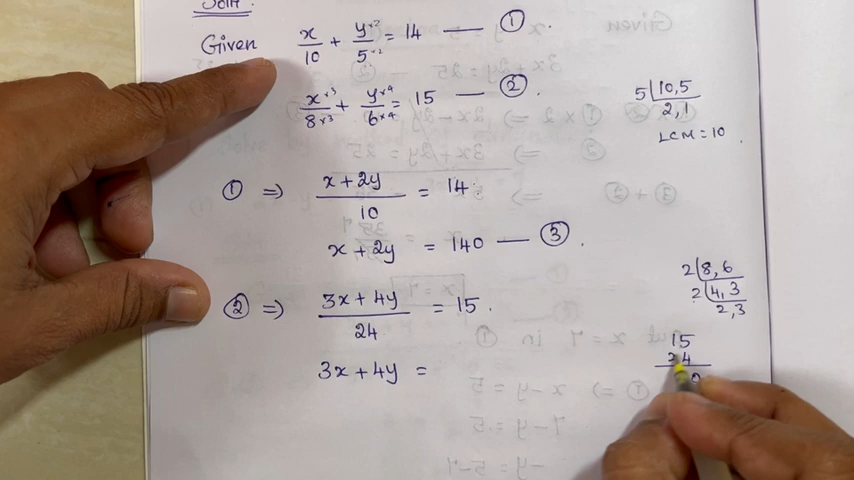 Soln.
Given x/10 + y×2/5×2 = 14 — ①.
x×3/8×3 + y×4/6×4 = 15 — ②.
5 | 10, 5
2, 1
LCM = 10
① ⇒ x + 2y / 10 = 14
x + 2y = 140 — ③.
② ⇒ 3x + 4y / 24 = 15.
3x + 4y =
2 | 8, 6
2 | 4, 3
2, 3
15
24
0